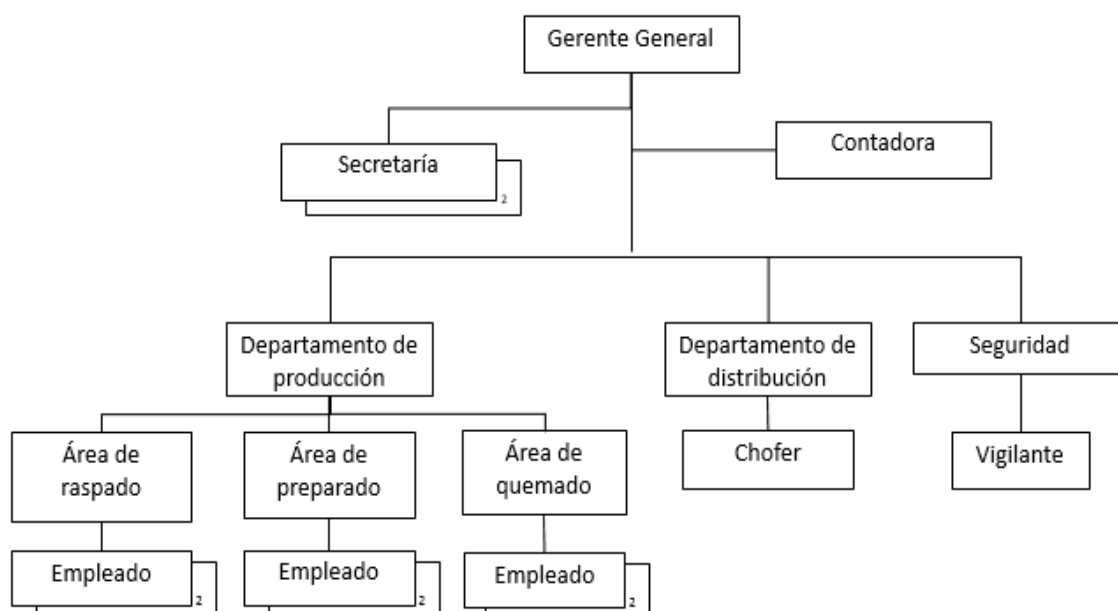 Gerente General
Contadora
Secretaría
2
Departamento de
producción
Departamento de
distribución
Seguridad
Área de
raspado
Área de
preparado
Área de
quemado
Chofer
Vigilante
Empleado
2
Empleado
2
Empleado
2